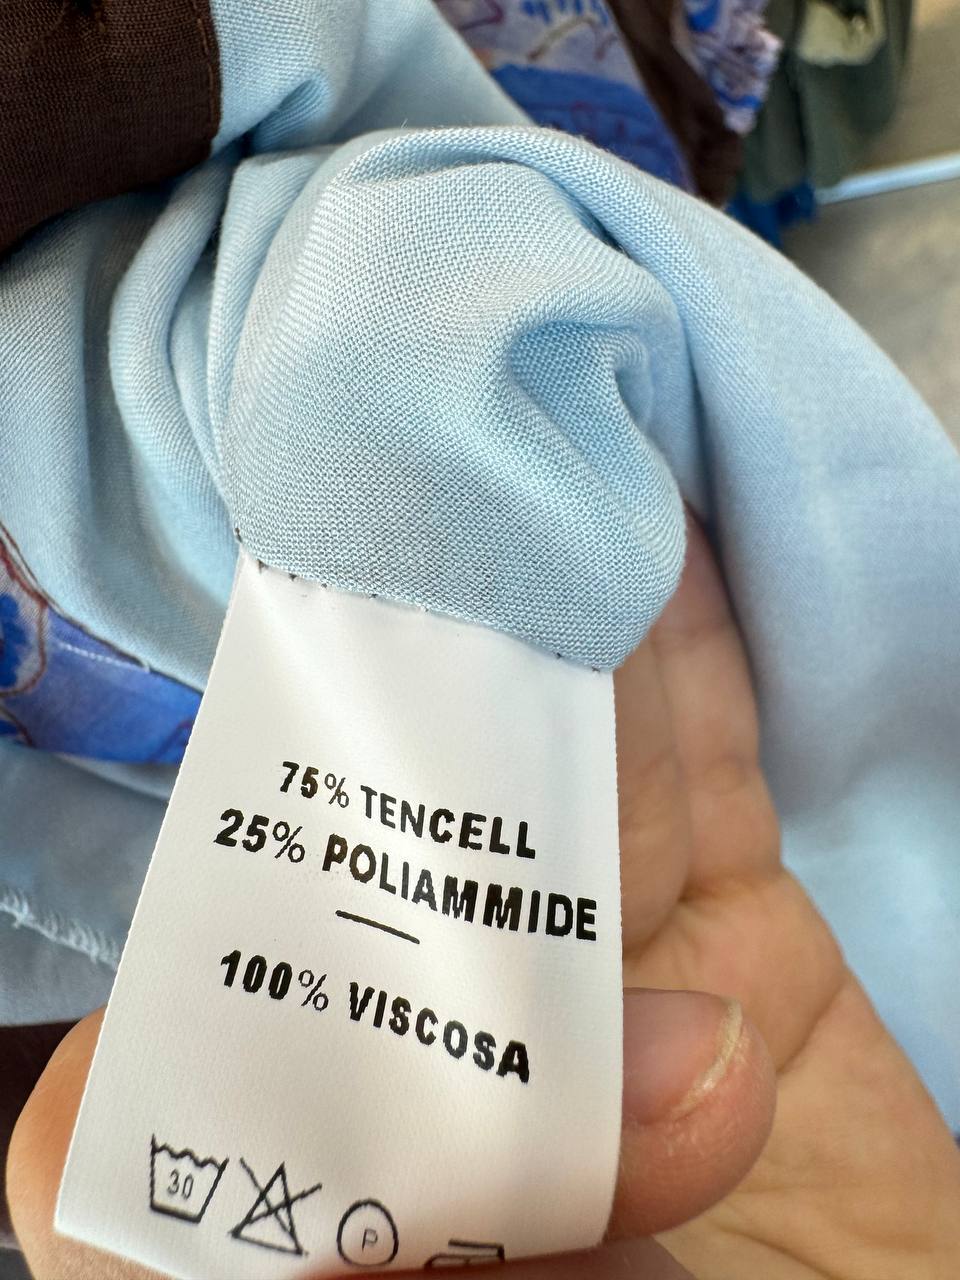 75% TENCELL
25% POLIAMMIDE
100% VISCOSA
30
P